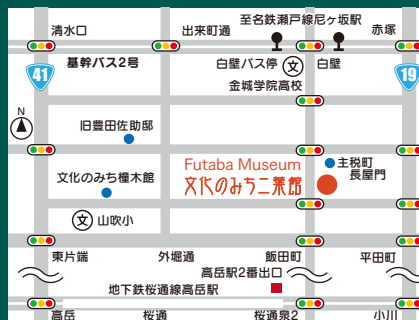 至名鉄瀬戸線尼ヶ坂駅
清水口
出来町通
赤塚
基幹バス2号
白壁バス停
文
白壁
金城学院高校
41
19
N
旧豊田佐助邸
Futaba Museum
文化のみち二葉館
主税町
長屋門
文化のみち橦木館
文
山吹小
東片端
外堀通
飯田町
平田町
高岳駅2番出口
地下鉄桜通線高岳駅
高岳
桜通
桜通泉2
小川